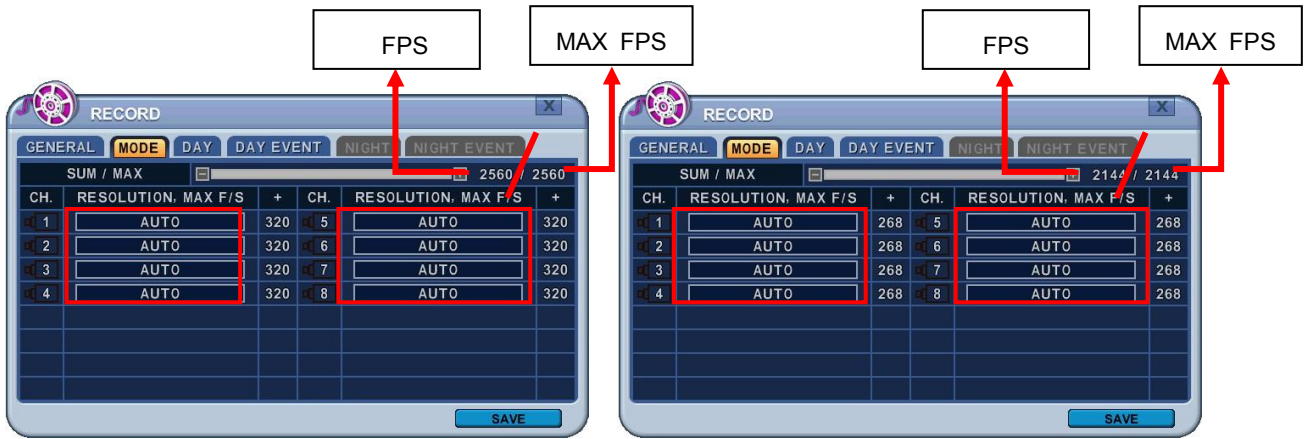 FPS
MAX FPS
RECORD
X
GENERAL MODE DAY DAY EVENT NIGHT NIGHT EVENT
SUM / MAX 2560 / 2560
CH. RESOLUTION, MAX F/S + CH. RESOLUTION, MAX F/S +
1 AUTO 320 5 AUTO 320
2 AUTO 320 6 AUTO 320
3 AUTO 320 7 AUTO 320
4 AUTO 320 8 AUTO 320
SAVE
FPS
MAX FPS
RECORD
X
GENERAL MODE DAY DAY EVENT NIGHT NIGHT EVENT
SUM / MAX 2144 / 2144
CH. RESOLUTION, MAX F/S + CH. RESOLUTION, MAX F/S +
1 AUTO 268 5 AUTO 268
2 AUTO 268 6 AUTO 268
3 AUTO 268 7 AUTO 268
4 AUTO 268 8 AUTO 268
SAVE